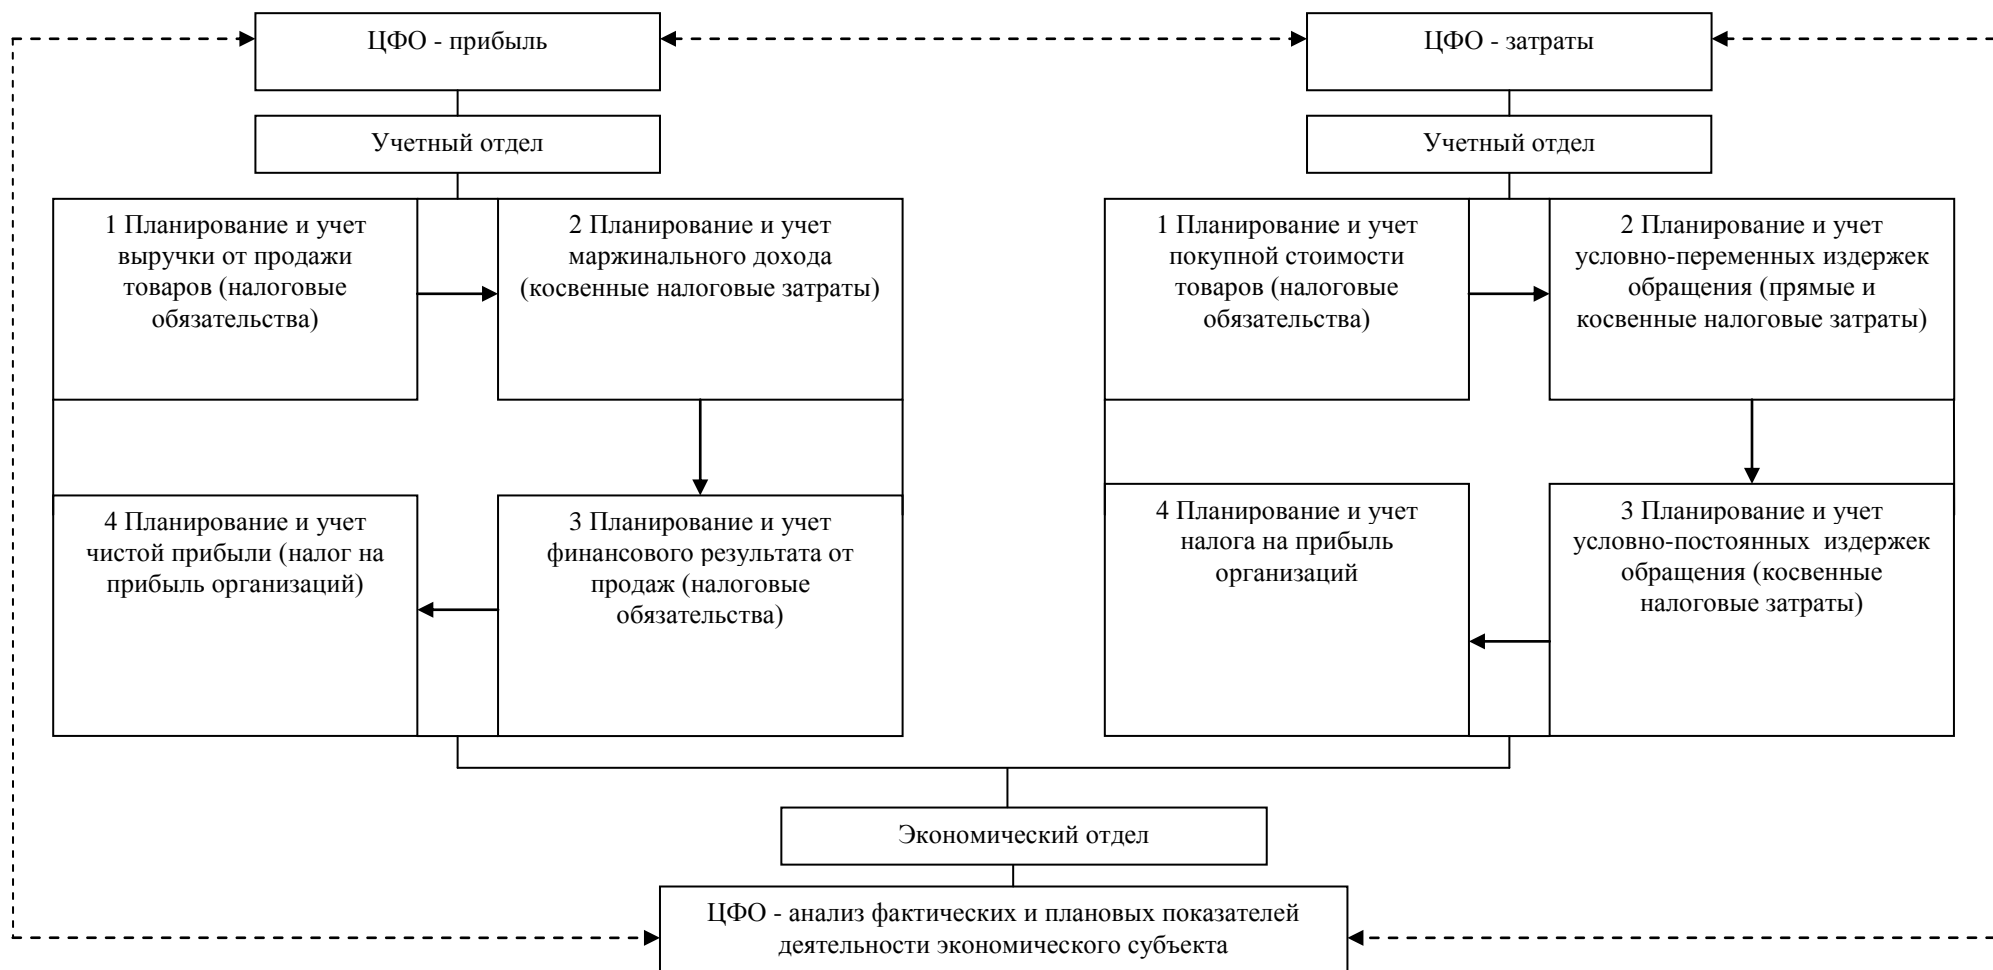 ЦФО - прибыль
ЦФО - затраты
Учетный отдел
Учетный отдел
1 Планирование и учет
выручки от продажи
товаров (налоговые
обязательства)
2 Планирование и учет
маржинального дохода
(косвенные налоговые затраты)
1 Планирование и учет
покупной стоимости
товаров (налоговые
обязательства)
2 Планирование и учет
условно-переменных издержек
обращения (прямые и
косвенные налоговые затраты)
4 Планирование и учет
чистой прибыли (налог на
прибыль организаций)
3 Планирование и учет
финансового результата от
продаж (налоговые
обязательства)
4 Планирование и учет
налога на прибыль
организаций
3 Планирование и учет
условно-постоянных издержек
обращения (косвенные
налоговые затраты)
Экономический отдел
ЦФО - анализ фактических и плановых показателей
деятельности экономического субъекта